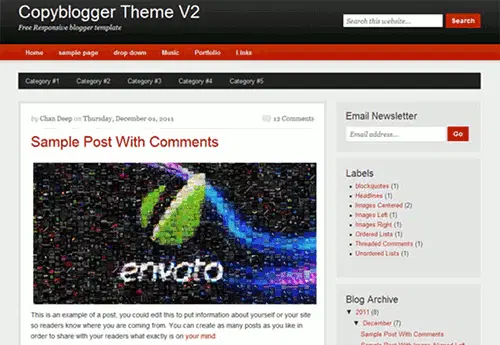 Copyblogger Theme V2
Free Responsive blogger template
Search this website...
Search
Home
sample page
drop down
Music
Portfolio
Links
Category #1
Category #2
Category #3
Category #4
Category #5
by Chan Deep on Thursday, December 01, 2011
12 Comments
Sample Post With Comments
envato
This is an example of a post, you could edit this to put information about yourself or your site
so readers know where you are coming from. You can create as many posts as you like in
order to share with your readers what exactly is on your mind.
Email Newsletter
Email address...
Go
Labels
blockquotes (1)
Headlines (1)
Images Centered (2)
Images Left (1)
Images Right (1)
Ordered Lists (1)
Threaded Comments (1)
Unordered Lists (1)
Blog Archive
▼ 2011 (8)
▼ December (7)
Sample Post With Comments
Sample Post With Images Aligned Left